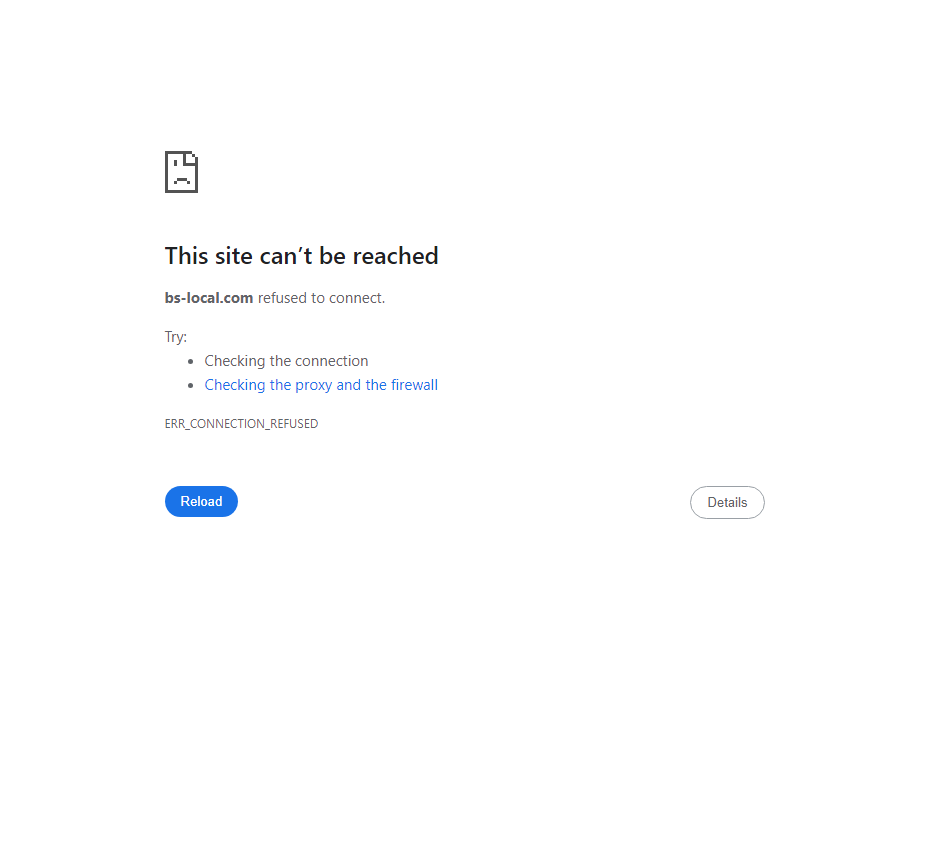 This site can’t be reached
bs-local.com refused to connect.
Try:
• Checking the connection
• Checking the proxy and the firewall
ERR_CONNECTION_REFUSED
Reload
Details